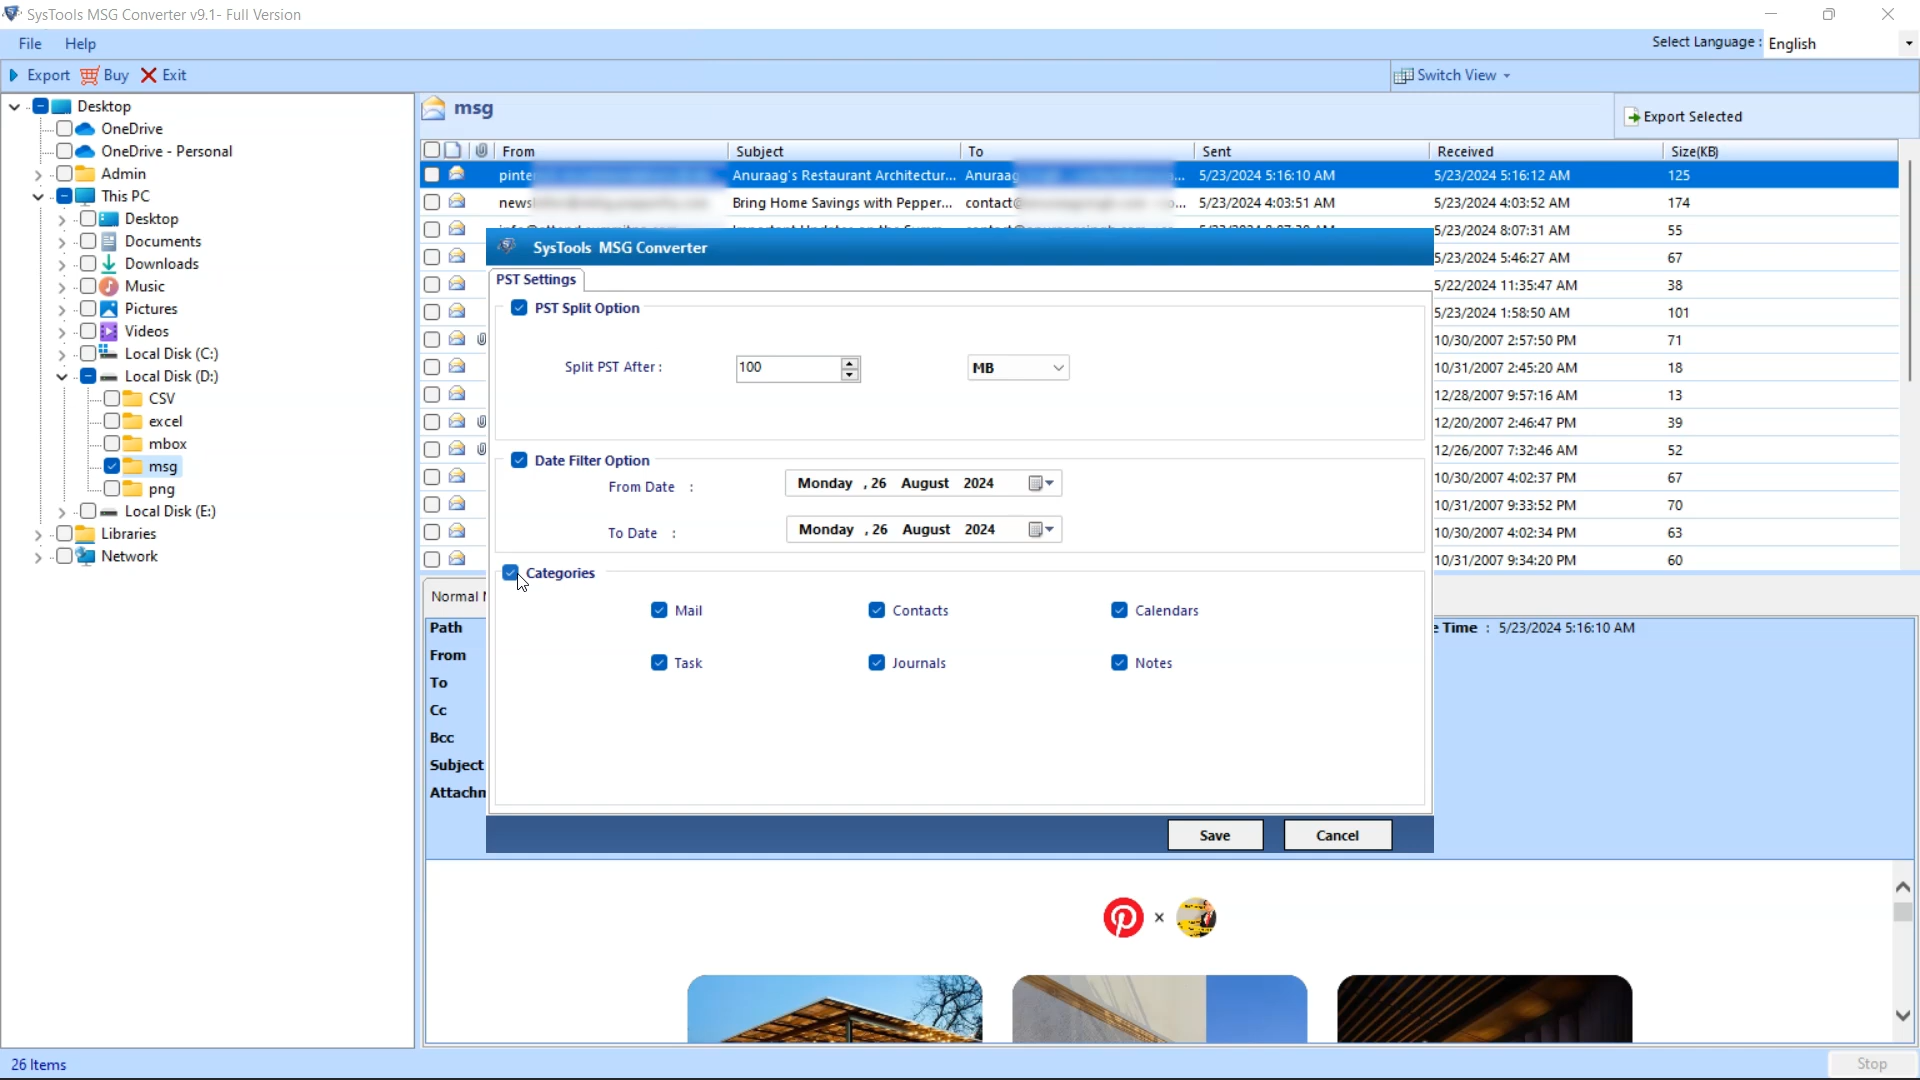 SysTools MSG Converter v9.1- Full Version
File Help
Select Language : English
Export Buy Exit
Switch View
Desktop
OneDrive
OneDrive - Personal
Admin
This PC
Desktop
Documents
Downloads
Music
Pictures
Videos
Local Disk (C:)
Local Disk (D:)
CSV
excel
mbox
msg
png
Local Disk (E:)
Libraries
Network
msg
Export Selected
From Subject To Sent Received Size(KB)
Anuraag's Restaurant Architectur... Anuraag 5/23/2024 5:16:10 AM 5/23/2024 5:16:12 AM 125
Bring Home Savings with Pepper... 5/23/2024 4:03:51 AM 5/23/2024 4:03:52 AM 174
5/23/2024 8:07:31 AM 55
5/23/2024 5:46:27 AM 67
5/22/2024 11:35:47 AM 38
5/23/2024 1:58:50 AM 101
10/30/2007 2:57:50 PM 71
10/31/2007 2:45:20 AM 18
12/28/2007 9:57:16 AM 13
12/20/2007 2:46:47 PM 39
12/26/2007 7:32:46 AM 52
10/30/2007 4:02:37 PM 67
10/31/2007 9:33:52 PM 70
10/30/2007 4:02:34 PM 63
10/31/2007 9:34:20 PM 60
SysTools MSG Converter
PST Settings
PST Split Option
Split PST After : 100 MB
Date Filter Option
From Date : Monday , 26 August 2024
To Date : Monday , 26 August 2024
Categories
Mail Contacts Calendars
Task Journals Notes
Save Cancel
Normal
Path
From
To
Cc
Bcc
Subject
Attachm
e Time : 5/23/2024 5:16:10 AM
×
26 Items
Stop